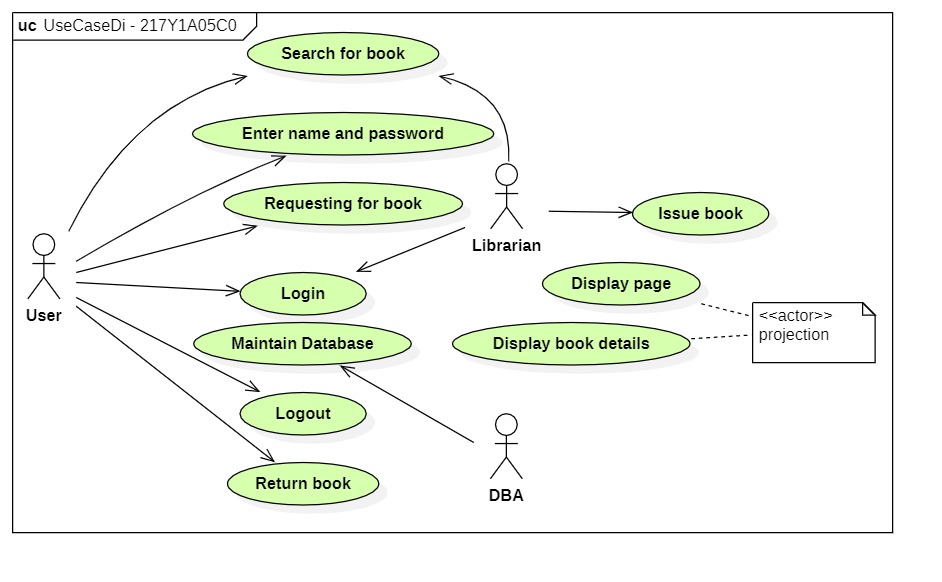 uc UseCaseDi - 217Y1A05C0
Search for book
Enter name and password
Requesting for book
Librarian
Issue book
User
Login
Display page
<<actor>>
projection
Maintain Database
Display book details
Logout
Return book
DBA